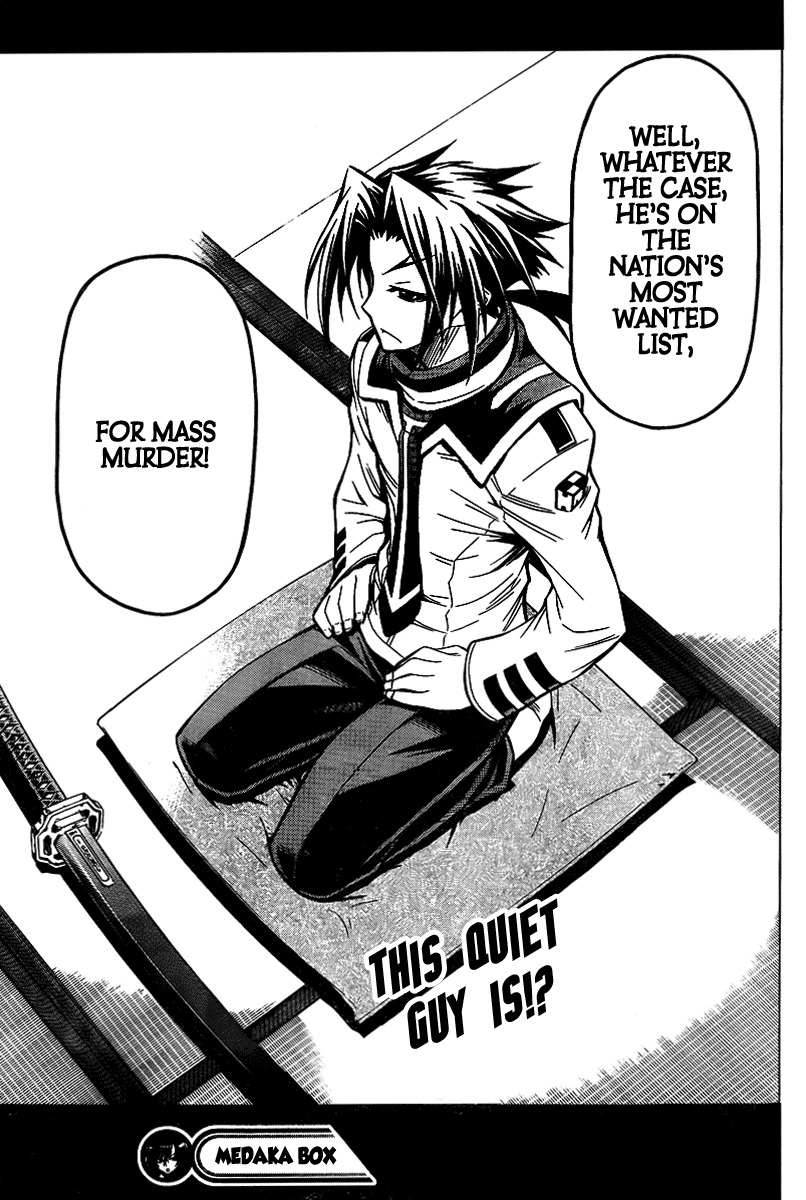 WELL,
WHATEVER
THE CASE,
HE'S ON
THE
NATION'S
MOST
WANTED
LIST,
FOR MASS
MURDER!
THIS QUIET
GUY IS!?
MEDAKA BOX